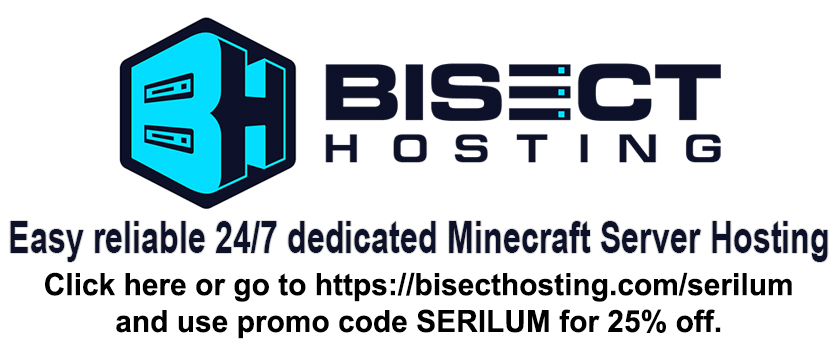 BH
BISECT
HOSTING
Easy reliable 24/7 dedicated Minecraft Server Hosting
Click here or go to https://bisecthosting.com/serilum
and use promo code SERILUM for 25% off.